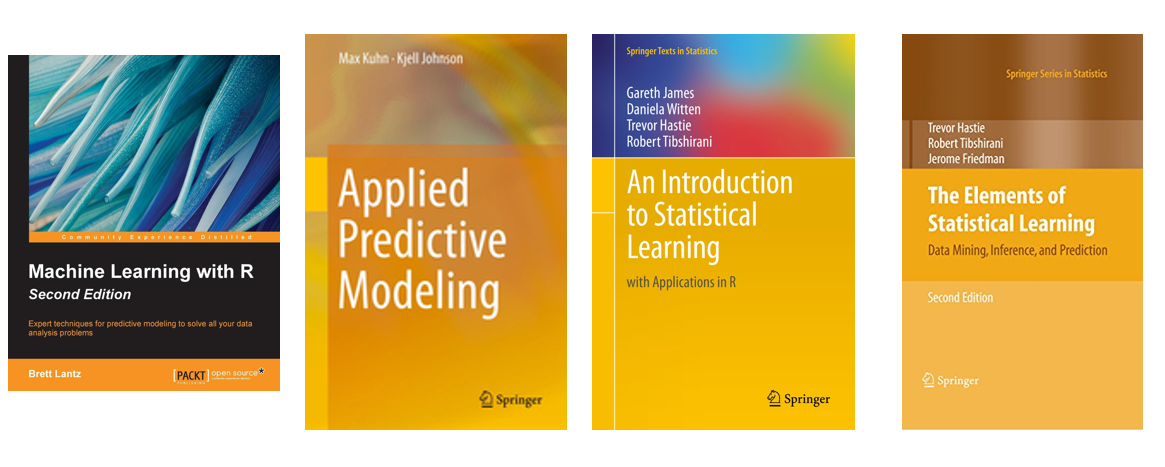 Community Experience Distilled
Machine Learning with R
Second Edition
Expert techniques for predictive modeling to solve all your data
analysis problems
Brett Lantz
[PACKT]
PUBLISHING
open source*
Max Kuhn · Kjell Johnson
Applied
Predictive
Modeling
Springer
Springer Texts in Statistics
Gareth James
Daniela Witten
Trevor Hastie
Robert Tibshirani
An Introduction
to Statistical
Learning
with Applications in R
Springer
Springer Series in Statistics
Trevor Hastie
Robert Tibshirani
Jerome Friedman
The Elements of
Statistical Learning
Data Mining, Inference, and Prediction
Second Edition
Springer